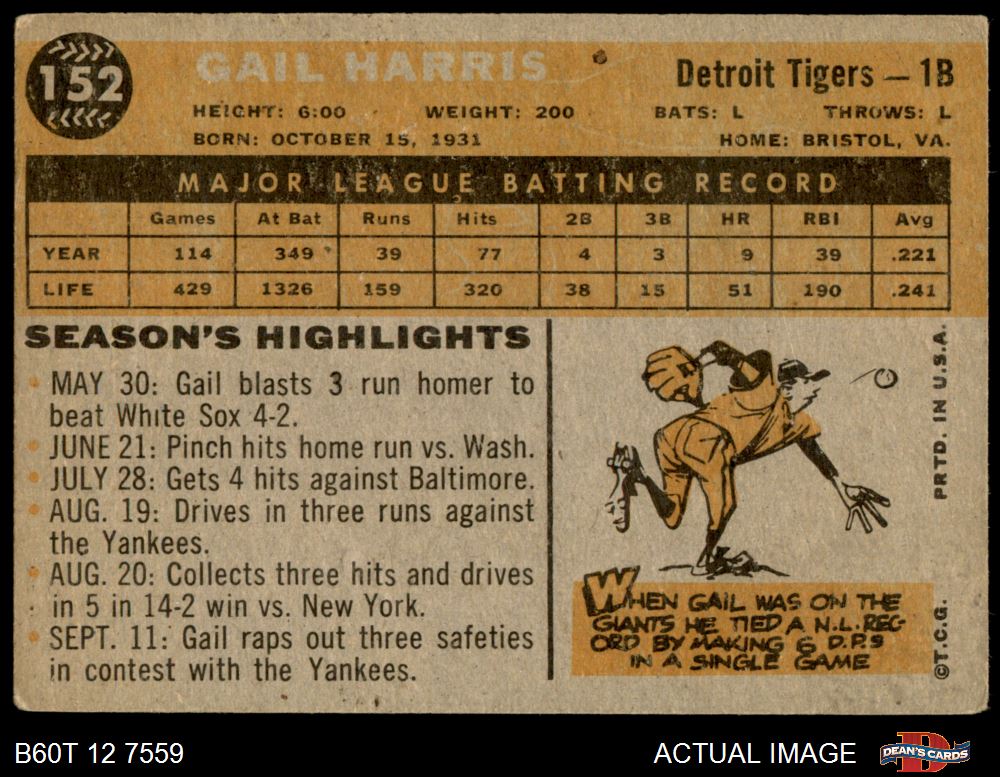 152
GAIL HARRIS
Detroit Tigers — 1B
HEIGHT: 6:00 WEIGHT: 200 BATS: L THROWS: L
BORN: OCTOBER 15, 1931 HOME: BRISTOL, VA.
MAJOR LEAGUE BATTING RECORD
Games At Bat Runs Hits 2B 3B HR RBI Avg
YEAR 114 349 39 77 4 3 9 39 .221
LIFE 429 1326 159 320 38 15 51 190 .241
SEASON'S HIGHLIGHTS
• MAY 30: Gail blasts 3 run homer to
beat White Sox 4-2.
• JUNE 21: Pinch hits home run vs. Wash.
• JULY 28: Gets 4 hits against Baltimore.
• AUG. 19: Drives in three runs against
the Yankees.
• AUG. 20: Collects three hits and drives
in 5 in 14-2 win vs. New York.
• SEPT. 11: Gail raps out three safeties
in contest with the Yankees.
WHEN GAIL WAS ON THE
GIANTS HE TIED A N.L. REC-
ORD BY MAKING 6 D.P.S
IN A SINGLE GAME
©T.C.G. PRTD. IN U.S.A.
B60T 12 7559
ACTUAL IMAGE
DEAN'S CARDS